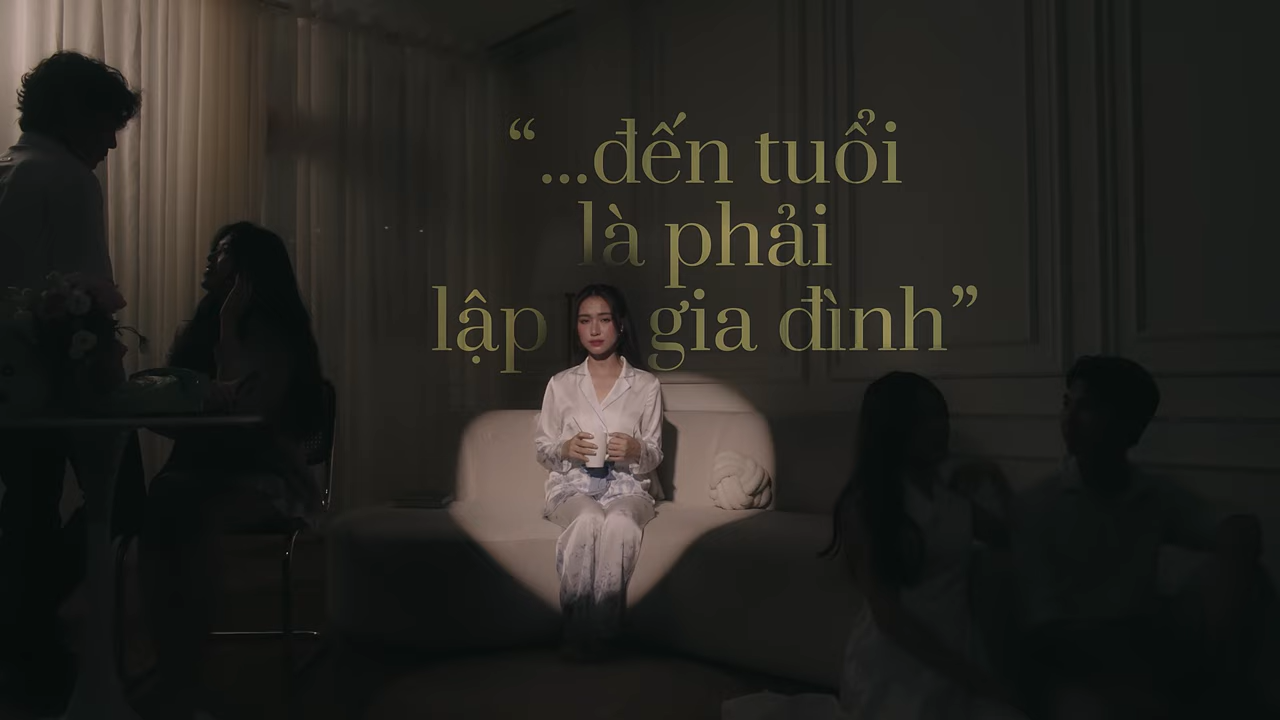 “...đến tuổi
là phải
lập gia đình”